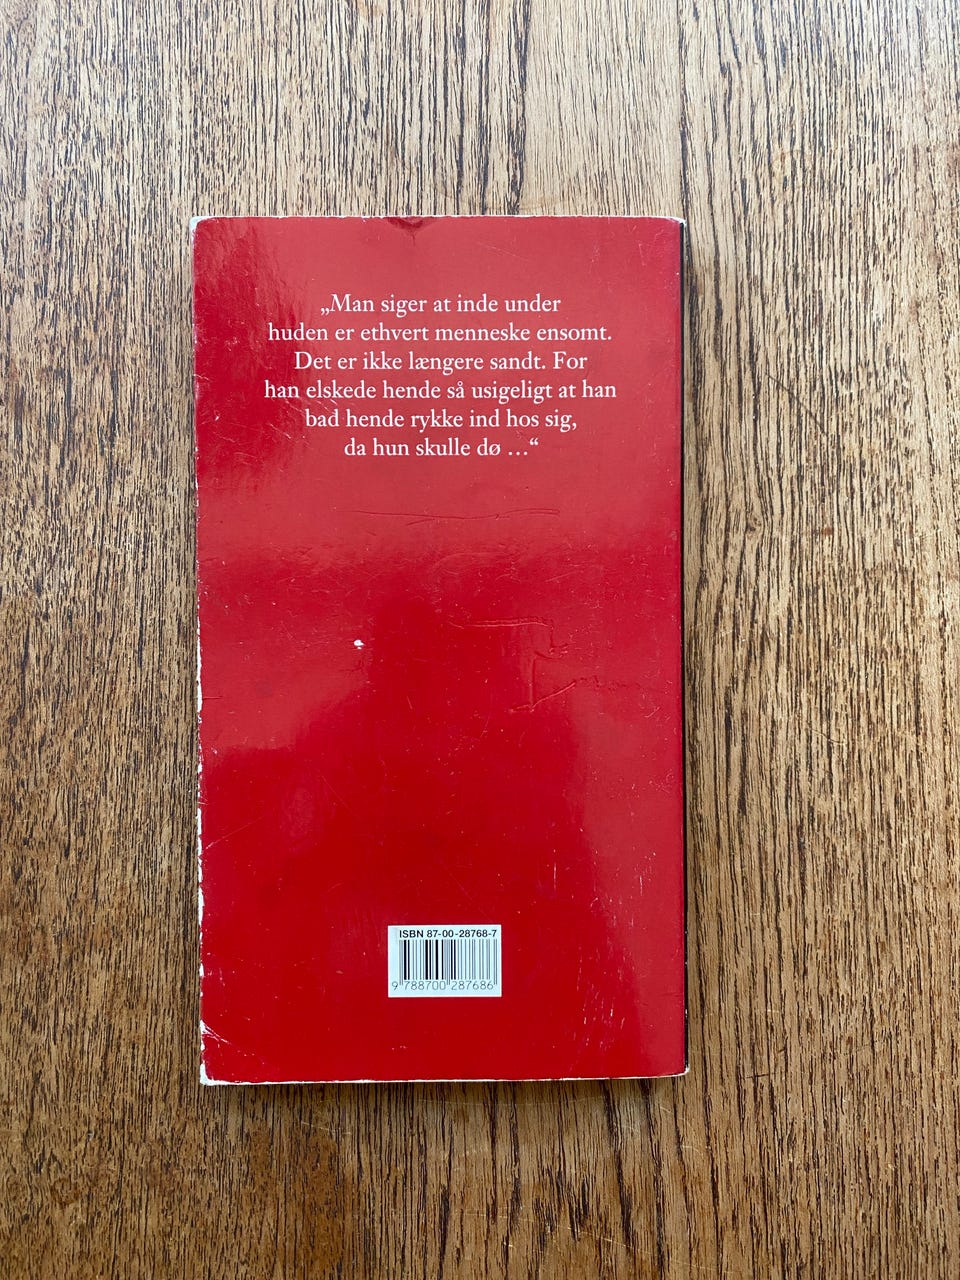 „Man siger at inde under
huden er ethvert menneske ensomt.
Det er ikke længere sandt. For
han elskede hende så usigeligt at han
bad hende rykke ind hos sig,
da hun skulle dø …“
ISBN 87-00-28768-7
9 788700 287686